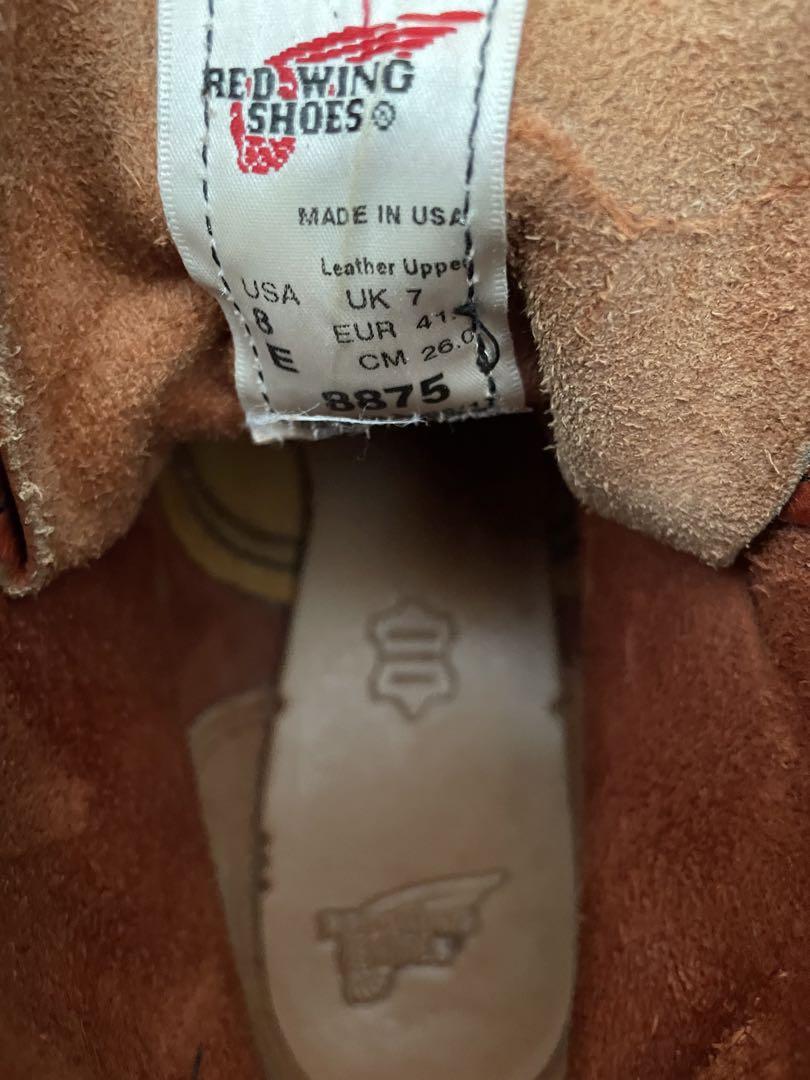 RED WING
SHOES ®
MADE IN USA
Leather Upper
USA UK 7
8 EUR 41.
E CM 26.0
8875